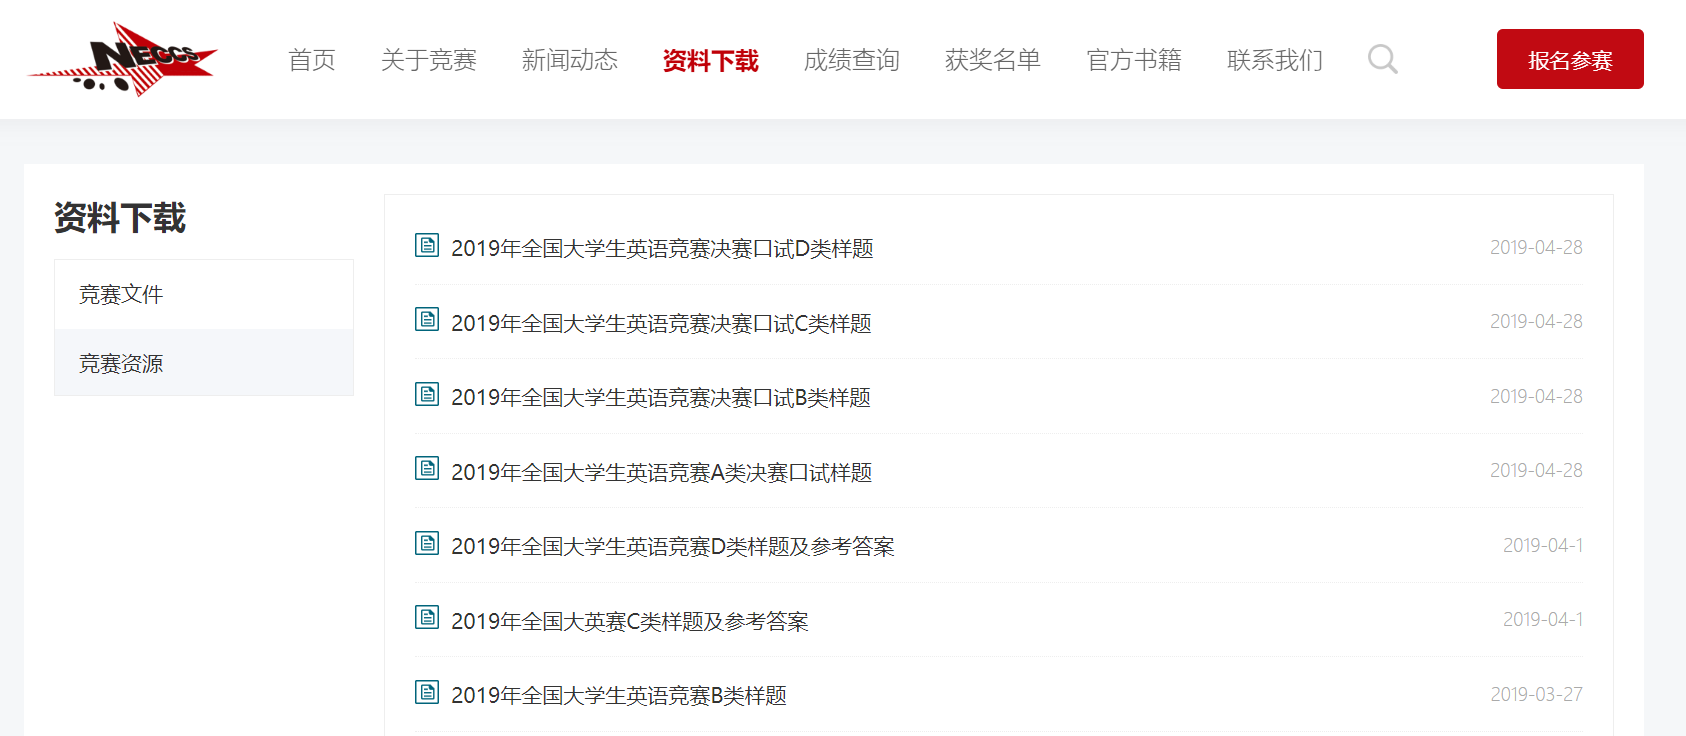 NECCS
首页 关于竞赛 新闻动态 资料下载 成绩查询 获奖名单 官方书籍 联系我们 报名参赛
资料下载
竞赛文件
竞赛资源
2019年全国大学生英语竞赛决赛口试D类样题 2019-04-28
2019年全国大学生英语竞赛决赛口试C类样题 2019-04-28
2019年全国大学生英语竞赛决赛口试B类样题 2019-04-28
2019年全国大学生英语竞赛A类决赛口试样题 2019-04-28
2019年全国大学生英语竞赛D类样题及参考答案 2019-04-1
2019年全国大英赛C类样题及参考答案 2019-04-1
2019年全国大学生英语竞赛B类样题 2019-03-27